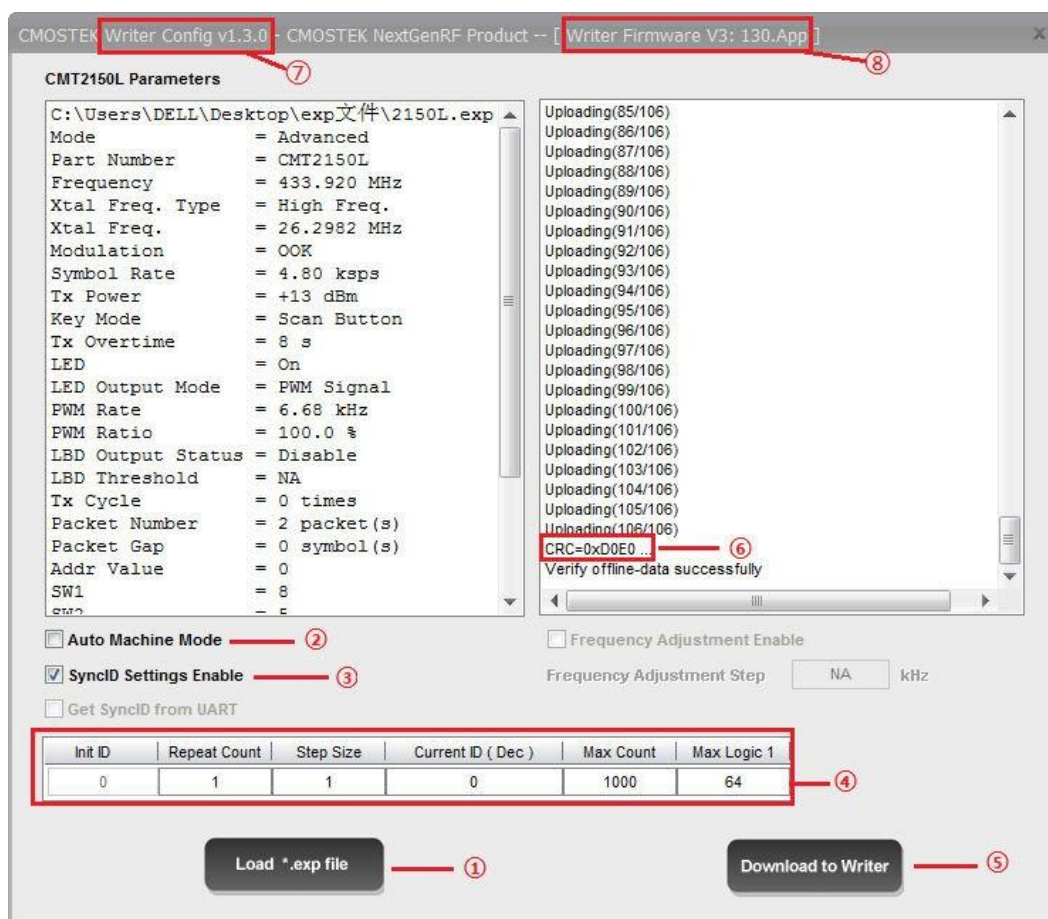 CMOSTEK Writer Config v1.3.0 - CMOSTEK NextGenRF Product -- [ Writer Firmware V3: 130.App ]
x
⑦
⑧
CMT2150L Parameters
C:\Users\DELL\Desktop\exp文件\2150L.exp
Mode = Advanced
Part Number = CMT2150L
Frequency = 433.920 MHz
Xtal Freq. Type = High Freq.
Xtal Freq. = 26.2982 MHz
Modulation = OOK
Symbol Rate = 4.80 ksps
Tx Power = +13 dBm
Key Mode = Scan Button
Tx Overtime = 8 s
LED = On
LED Output Mode = PWM Signal
PWM Rate = 6.68 kHz
PWM Ratio = 100.0 %
LBD Output Status = Disable
LBD Threshold = NA
Tx Cycle = 0 times
Packet Number = 2 packet(s)
Packet Gap = 0 symbol(s)
Addr Value = 0
SW1 = 8
Uploading(85/106)
Uploading(86/106)
Uploading(87/106)
Uploading(88/106)
Uploading(89/106)
Uploading(90/106)
Uploading(91/106)
Uploading(92/106)
Uploading(93/106)
Uploading(94/106)
Uploading(95/106)
Uploading(96/106)
Uploading(97/106)
Uploading(98/106)
Uploading(99/106)
Uploading(100/106)
Uploading(101/106)
Uploading(102/106)
Uploading(103/106)
Uploading(104/106)
Uploading(105/106)
Uploading(106/106)
CRC=0xD0E0 ...
⑥
Verify offline-data successfully
Auto Machine Mode
②
Frequency Adjustment Enable
SyncID Settings Enable
③
Frequency Adjustment Step NA kHz
Get SyncID from UART
Init ID Repeat Count Step Size Current ID ( Dec ) Max Count Max Logic 1
0 1 1 0 1000 64
④
Load *.exp file
①
Download to Writer
⑤